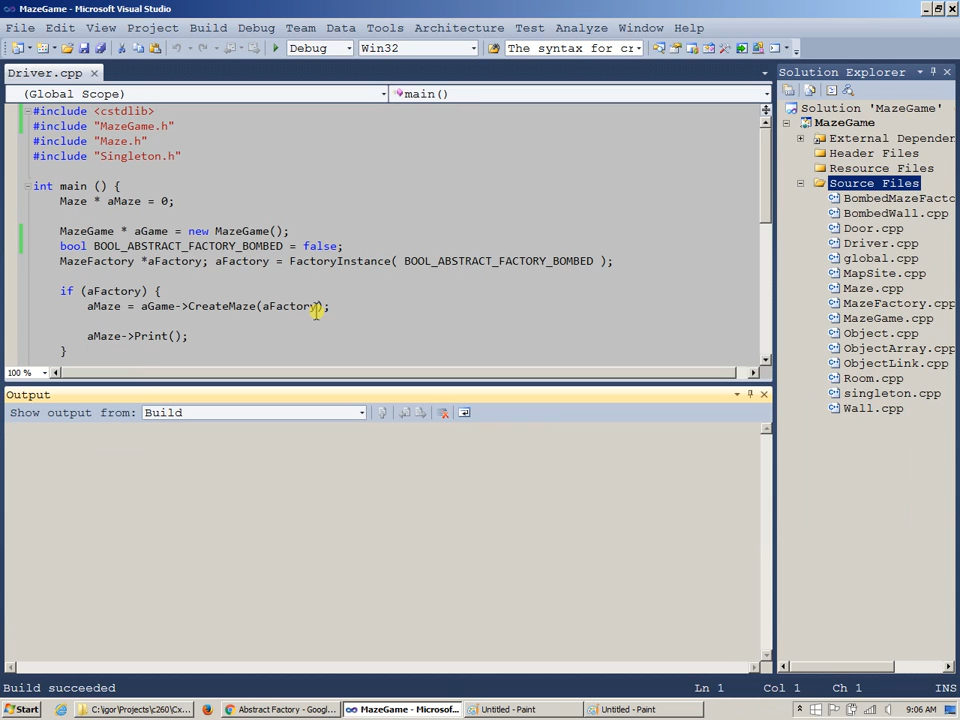 MazeGame - Microsoft Visual Studio
File Edit View Project Build Debug Team Data Tools Architecture Test Analyze Window Help
Debug Win32 The syntax for cr
Driver.cpp
(Global Scope) main()
#include <cstdlib>
#include "MazeGame.h"
#include "Maze.h"
#include "Singleton.h"
int main () {
Maze * aMaze = 0;
MazeGame * aGame = new MazeGame();
bool BOOL_ABSTRACT_FACTORY_BOMBED = false;
MazeFactory *aFactory; aFactory = FactoryInstance( BOOL_ABSTRACT_FACTORY_BOMBED );
if (aFactory) {
aMaze = aGame->CreateMaze(aFactory);
aMaze->Print();
}
100 %
Output
Show output from: Build
Solution Explorer
Solution 'MazeGame'
MazeGame
External Dependen
Header Files
Resource Files
Source Files
BombedMazeFacto
BombedWall.cpp
Door.cpp
Driver.cpp
global.cpp
MapSite.cpp
Maze.cpp
MazeFactory.cpp
MazeGame.cpp
Object.cpp
ObjectArray.cpp
ObjectLink.cpp
Room.cpp
singleton.cpp
Wall.cpp
Build succeeded Ln 1 Col 1 Ch 1 INS
Start C:\igor\Projects\c260\Cx... Abstract Factory - Googl... MazeGame - Microsof... Untitled - Paint Untitled - Paint 9:06 AM